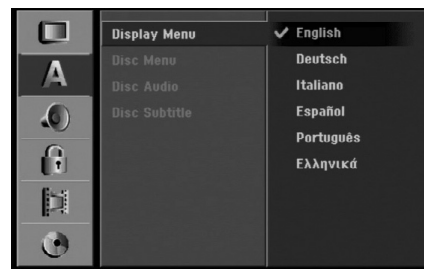 A
Display Menu
Disc Menu
Disc Audio
Disc Subtitle
English
Deutsch
Italiano
Español
Português
Ελληνικά